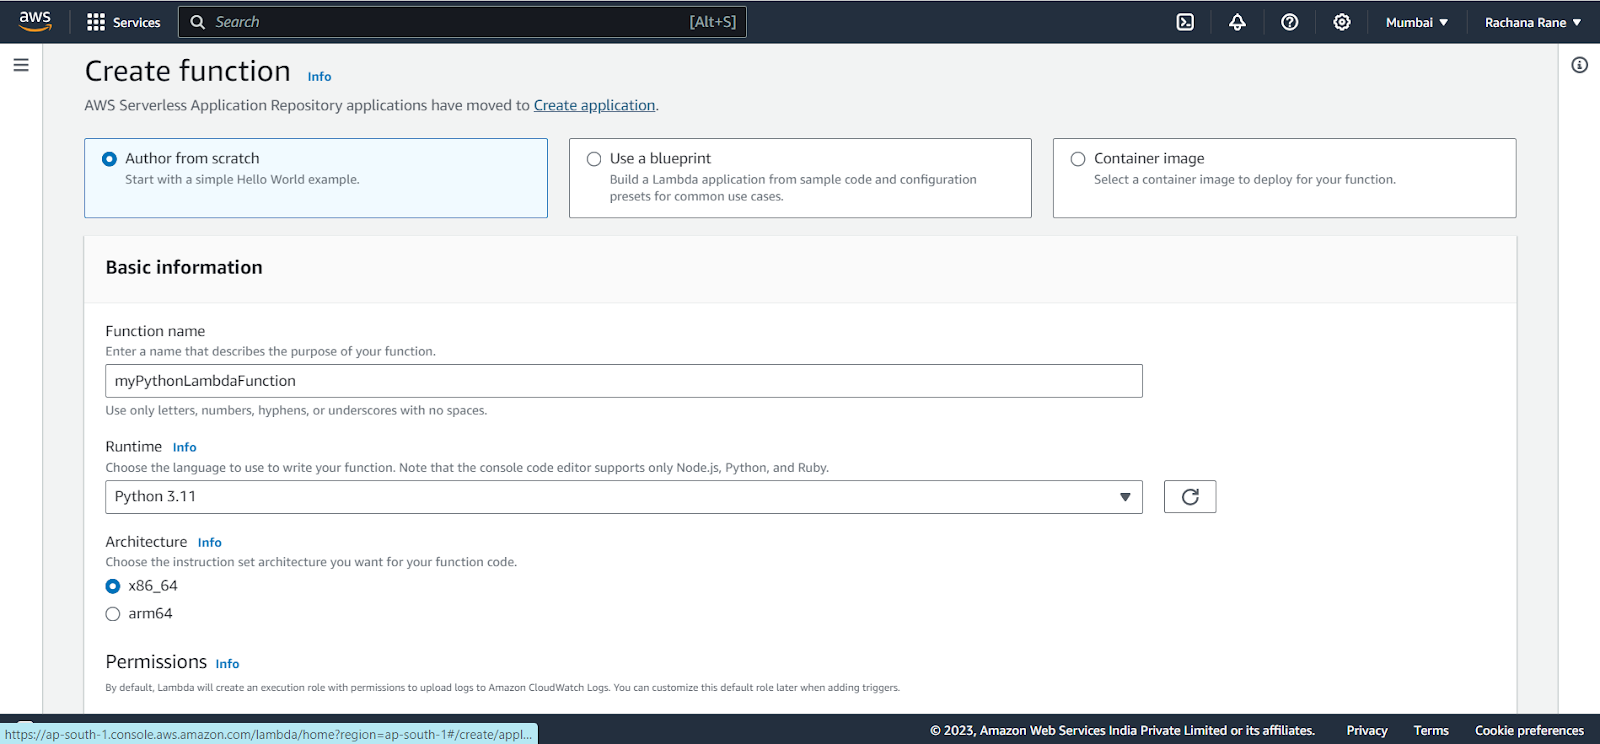 aws
Services
Search
[Alt+S]
Mumbai ▼
Rachana Rane ▼
Create function Info
AWS Serverless Application Repository applications have moved to Create application.
Author from scratch
Start with a simple Hello World example.
Use a blueprint
Build a Lambda application from sample code and configuration
presets for common use cases.
Container image
Select a container image to deploy for your function.
Basic information
Function name
Enter a name that describes the purpose of your function.
myPythonLambdaFunction
Use only letters, numbers, hyphens, or underscores with no spaces.
Runtime Info
Choose the language to use to write your function. Note that the console code editor supports only Node.js, Python, and Ruby.
Python 3.11
Architecture Info
Choose the instruction set architecture you want for your function code.
x86_64
arm64
Permissions Info
By default, Lambda will create an execution role with permissions to upload logs to Amazon CloudWatch Logs. You can customize this default role later when adding triggers.
https://ap-south-1.console.aws.amazon.com/lambda/home?region=ap-south-1#/create/appl...
© 2023, Amazon Web Services India Private Limited or its affiliates.
Privacy
Terms
Cookie preferences